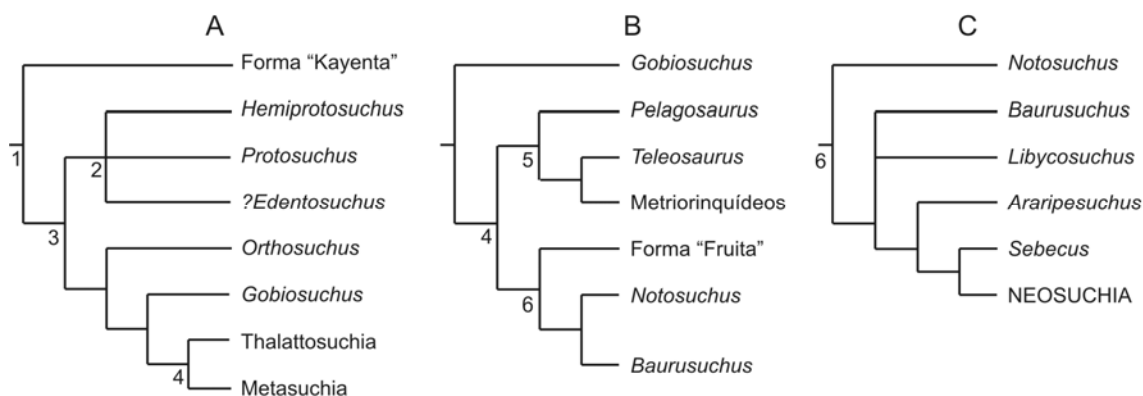 A
Forma “Kayenta”
Hemiprotosuchus
Protosuchus
?Edentosuchus
Orthosuchus
Gobiosuchus
Thalattosuchia
Metasuchia
1
2
3
4
B
Gobiosuchus
Pelagosaurus
Teleosaurus
Metriorinquídeos
Forma “Fruita”
Notosuchus
Baurusuchus
5
4
6
C
Notosuchus
Baurusuchus
Libycosuchus
Araripesuchus
Sebecus
NEOSUCHIA
6